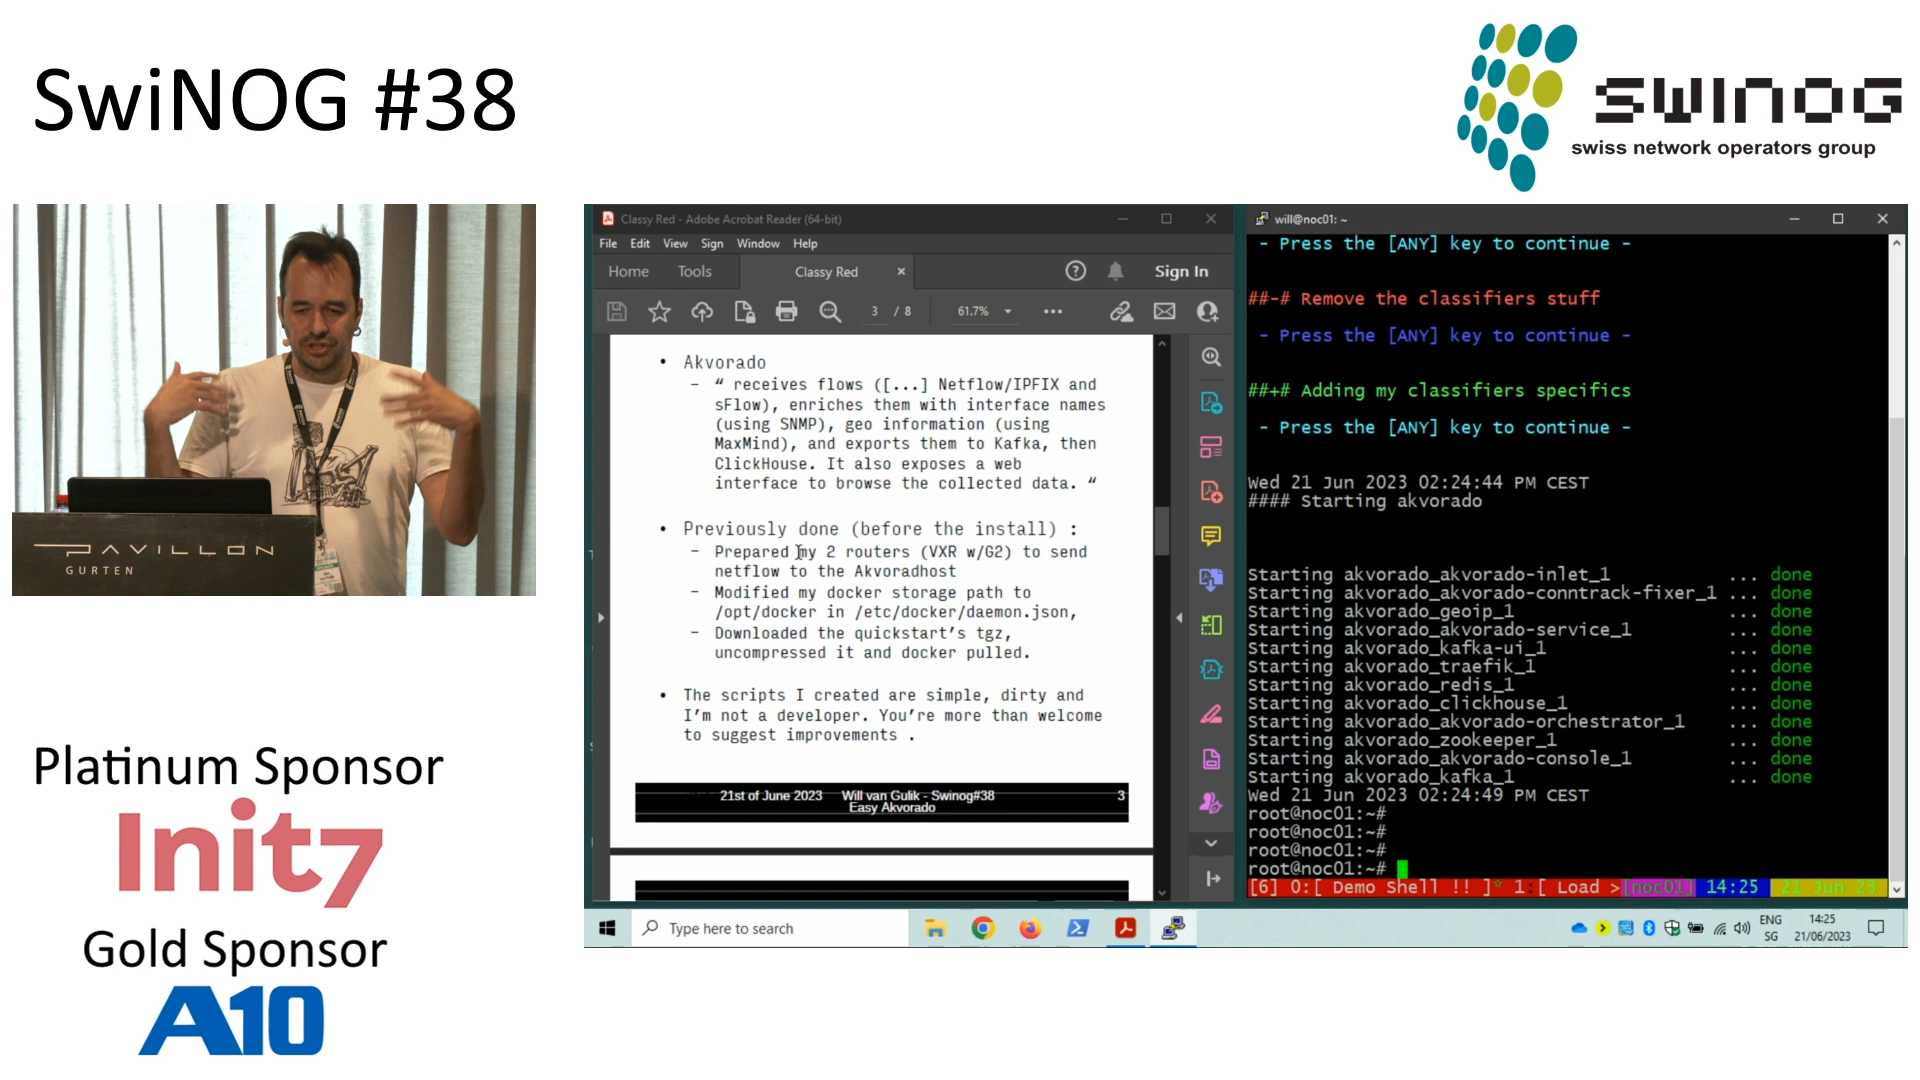 SwiNOG #38
SWINOG
swiss network operators group
PAVILLON
GURTEN
Platinum Sponsor
Init7
Gold Sponsor
A10
Classy Red - Adobe Acrobat Reader (64-bit)
File Edit View Sign Window Help
Home Tools Classy Red × Sign In
3 / 8 61.7%
• Akvorado
– “ receives flows ([...] Netflow/IPFIX and
sFlow), enriches them with interface names
(using SNMP), geo information (using
MaxMind), and exports them to Kafka, then
ClickHouse. It also exposes a web
interface to browse the collected data. “
• Previously done (before the install) :
– Prepared my 2 routers (VXR w/G2) to send
netflow to the Akvoradhost
– Modified my docker storage path to
/opt/docker in /etc/docker/daemon.json,
– Downloaded the quickstart’s tgz,
uncompressed it and docker pulled.
• The scripts I created are simple, dirty and
I’m not a developer. You’re more than welcome
to suggest improvements .
21st of June 2023 Will van Gulik - Swinog#38 3
Easy Akvorado
will@noc01: ~
- Press the [ANY] key to continue -
##-# Remove the classifiers stuff
- Press the [ANY] key to continue -
##+# Adding my classifiers specifics
- Press the [ANY] key to continue -
Wed 21 Jun 2023 02:24:44 PM CEST
#### Starting akvorado
Starting akvorado_akvorado-inlet_1 ... done
Starting akvorado_akvorado-conntrack-fixer_1 ... done
Starting akvorado_geoip_1 ... done
Starting akvorado_akvorado-service_1 ... done
Starting akvorado_kafka-ui_1 ... done
Starting akvorado_traefik_1 ... done
Starting akvorado_redis_1 ... done
Starting akvorado_clickhouse_1 ... done
Starting akvorado_akvorado-orchestrator_1 ... done
Starting akvorado_zookeeper_1 ... done
Starting akvorado_akvorado-console_1 ... done
Starting akvorado_kafka_1 ... done
Wed 21 Jun 2023 02:24:49 PM CEST
root@noc01:~#
root@noc01:~#
root@noc01:~#
root@noc01:~#
[6] 0:[ Demo Shell !! ]* 1:[ Load >[noc01] 14:25 21 Jun 23
Type here to search
ENG 14:25
SG 21/06/2023